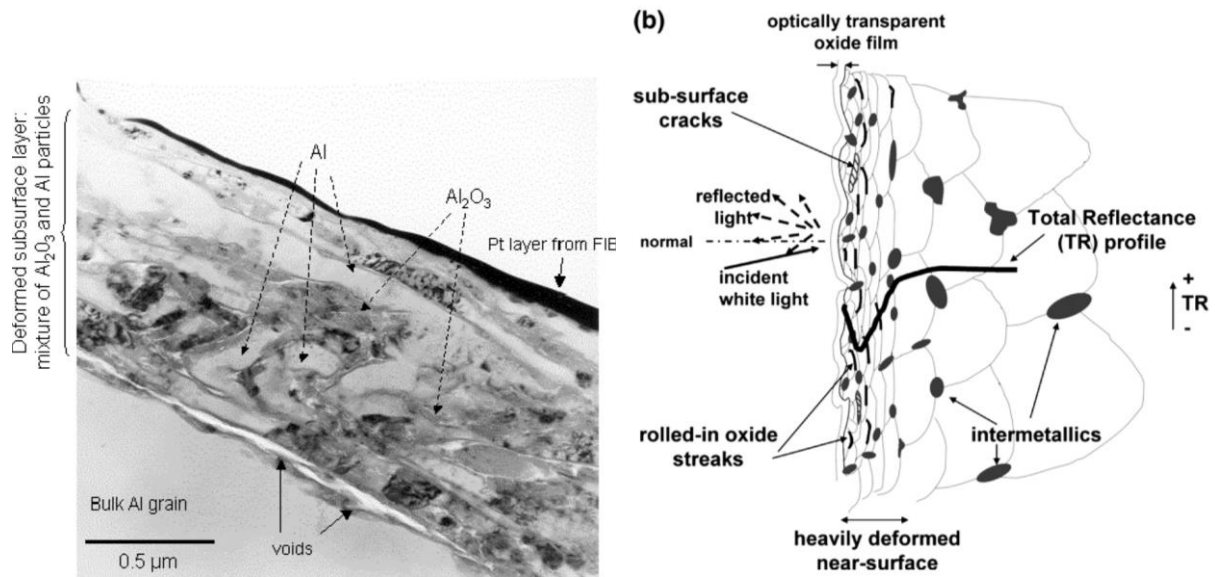 Deformed subsurface layer:
mixture of Al₂O₃ and Al particles
Al
Al₂O₃
Pt layer from FIB
Bulk Al grain
voids
0.5 µm
(b)
optically transparent
oxide film
sub-surface
cracks
reflected
light
normal
incident
white light
Total Reflectance
(TR) profile
+
TR
-
rolled-in oxide
streaks
intermetallics
heavily deformed
near-surface